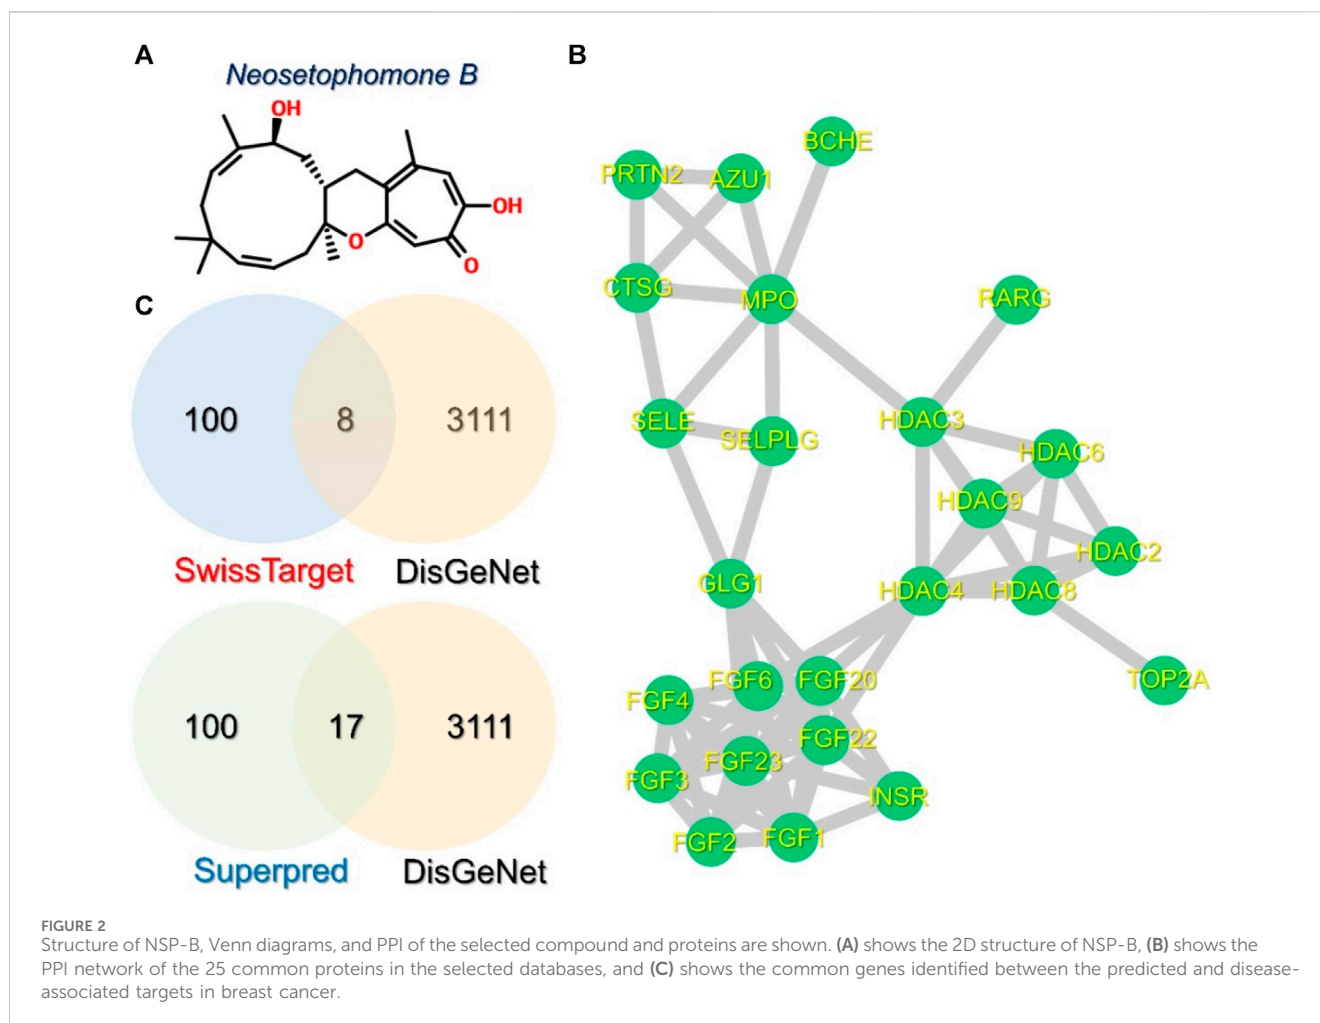 A
Neosetophomone B
OH
OH
O
O
B
BCHE
PRTN2
AZU1
CTSG
MPO
RARG
SELE
SELPLG
HDAC3
HDAC6
HDAC9
HDAC2
GLG1
HDAC4
HDAC8
TOP2A
FGF4
FGF6
FGF20
FGF22
FGF23
FGF3
INSR
FGF2
FGF1
C
100
8
3111
SwissTarget
DisGeNet
100
17
3111
Superpred
DisGeNet
FIGURE 2
Structure of NSP-B, Venn diagrams, and PPI of the selected compound and proteins are shown. (A) shows the 2D structure of NSP-B, (B) shows the
PPI network of the 25 common proteins in the selected databases, and (C) shows the common genes identified between the predicted and disease-
associated targets in breast cancer.